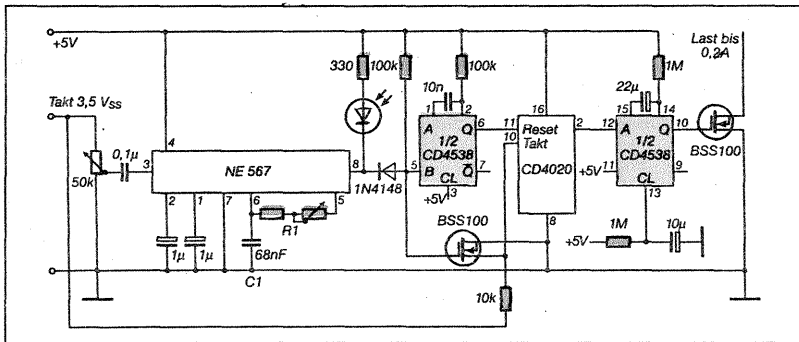 +5V
Takt 3,5 Vss
50k
0,1µ
3
4
NE 567
8
2
1
7
6
5
1µ
1µ
R1
68nF
C1
330
100k
1N4148
10n
100k
1
2
A
Q
6
1/2
CD4538
5
B
Q
7
CL
3
+5V
BSS100
10k
16
11
Reset
10
Takt
CD4020
2
8
22µ
1M
15
14
12
A
Q
10
1/2
CD4538
+5V
11
9
CL
13
+5V
1M
10µ
Last bis
0,2A
BSS100